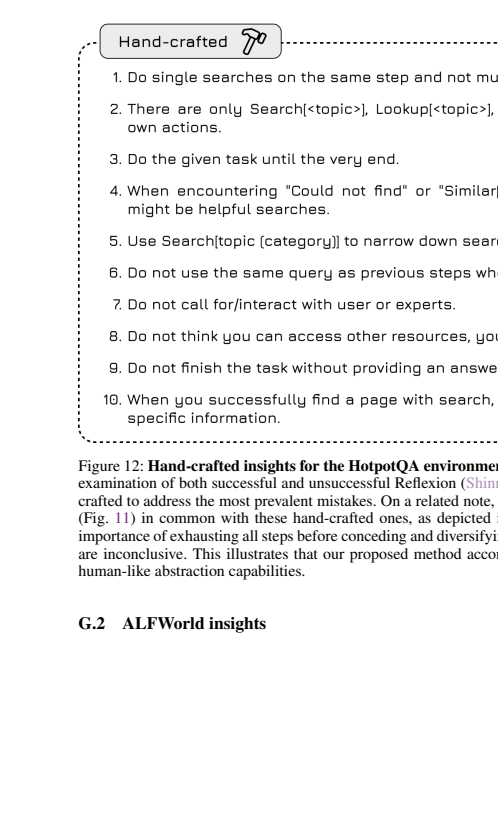 Hand-crafted
1. Do single searches on the same step and not mu
2. There are only Search[<topic>], Lookup[<topic>],
own actions.
3. Do the given task until the very end.
4. When encountering "Could not find" or "Similar[
might be helpful searches.
5. Use Search[topic (category)] to narrow down sear
6. Do not use the same query as previous steps whe
7. Do not call for/interact with user or experts.
8. Do not think you can access other resources, you
9. Do not finish the task without providing an answe
10. When you successfully find a page with search,
specific information.
Figure 12: Hand-crafted insights for the HotpotQA environmen
examination of both successful and unsuccessful Reflexion (Shinn
crafted to address the most prevalent mistakes. On a related note,
(Fig. 11) in common with these hand-crafted ones, as depicted i
importance of exhausting all steps before conceding and diversifyi
are inconclusive. This illustrates that our proposed method accor
human-like abstraction capabilities.
G.2 ALFWorld insights